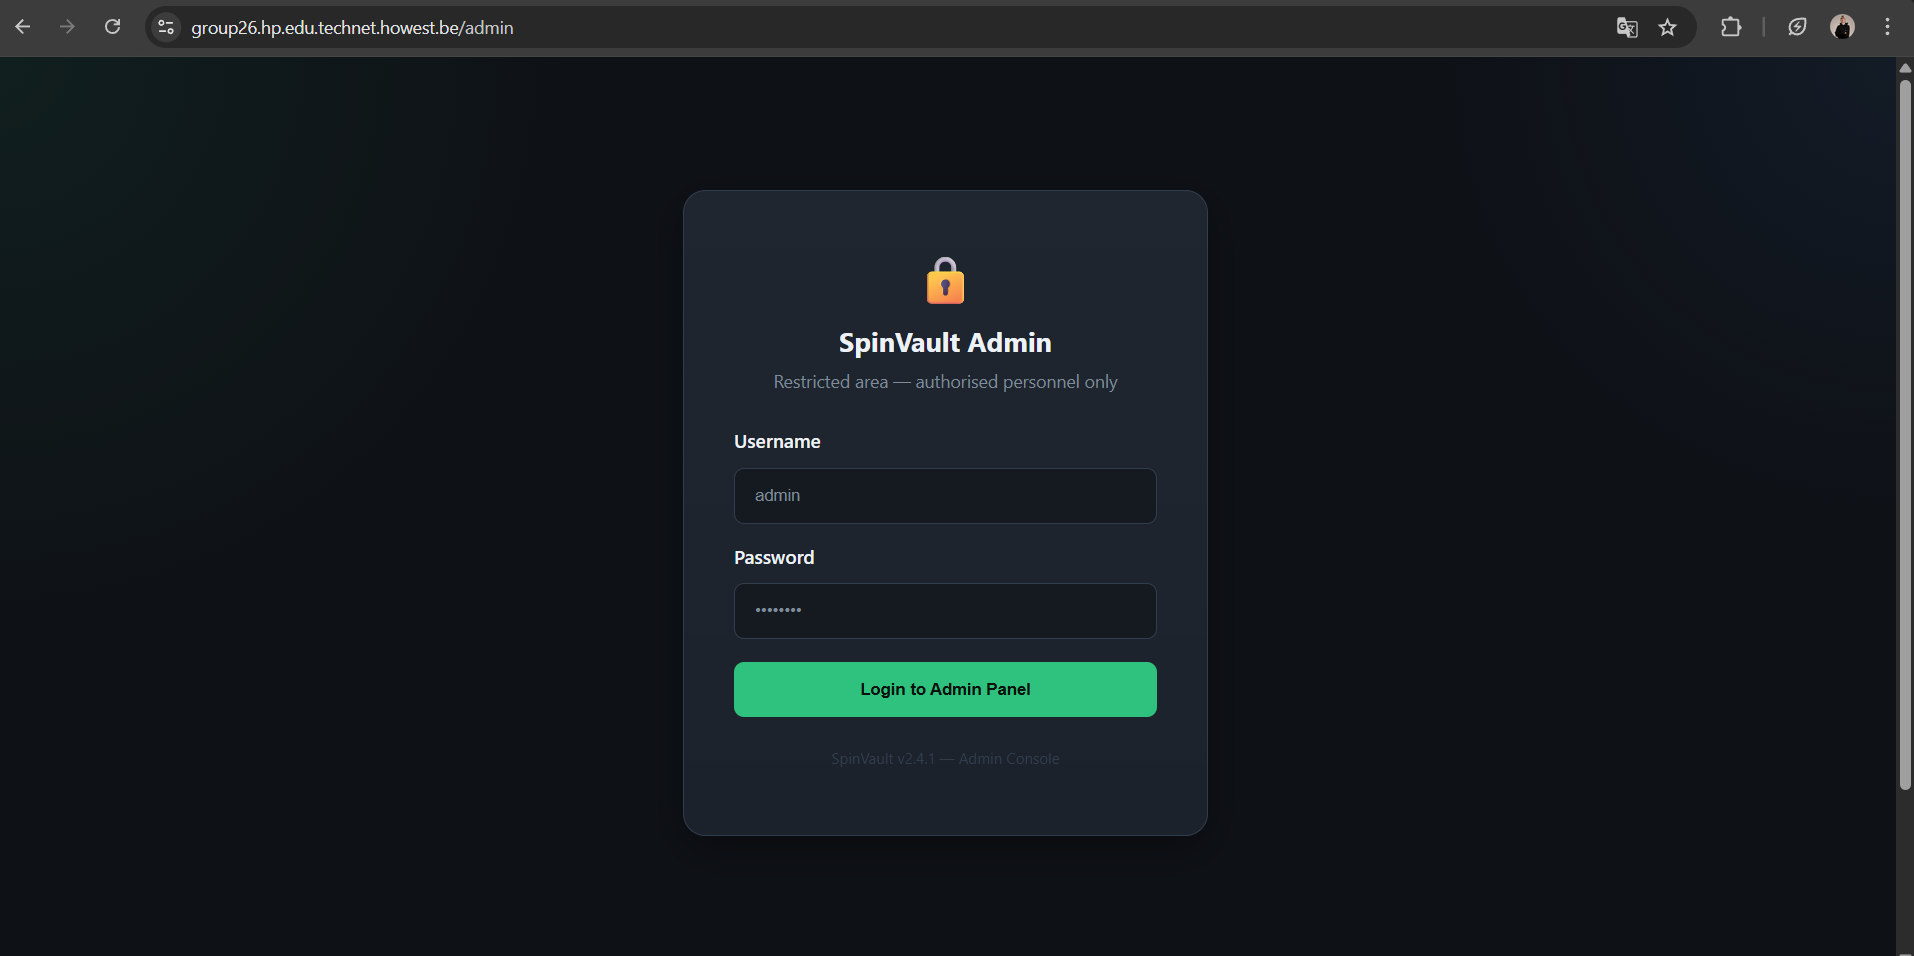 group26.hp.edu.technet.howest.be/admin
SpinVault Admin
Restricted area — authorised personnel only
Username
admin
Password
••••••••
Login to Admin Panel
SpinVault v2.4.1 — Admin Console